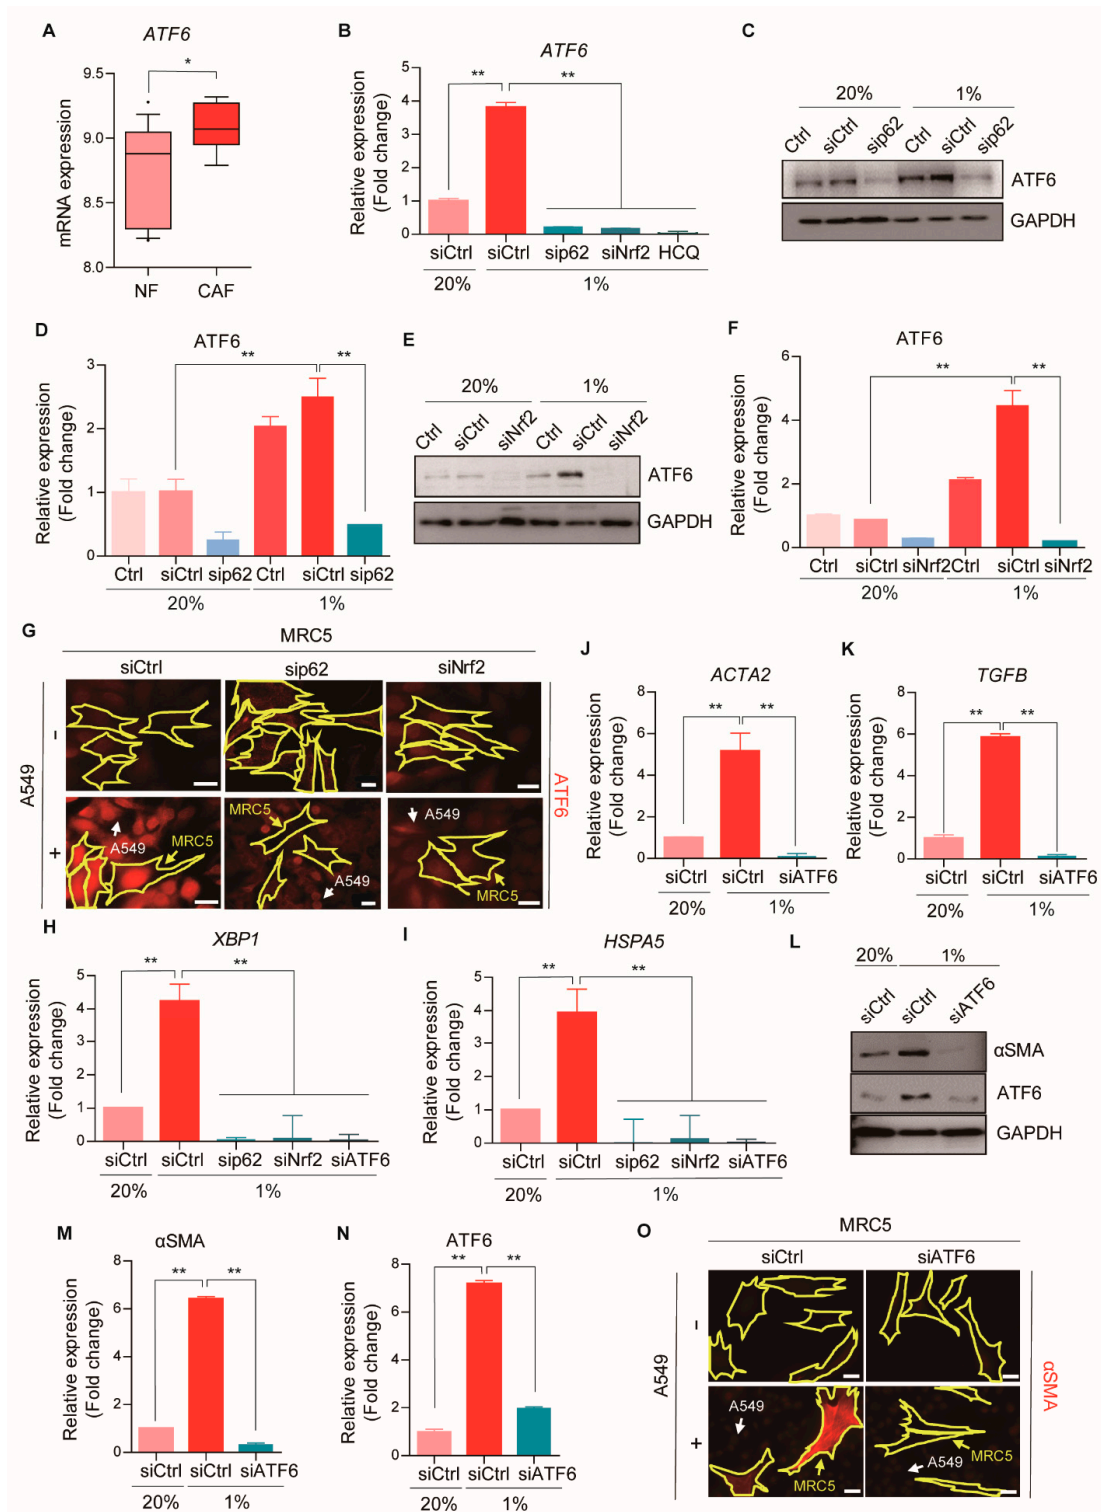 A
ATF6
mRNA expression
9.5
9.0
8.5
8.0
*
NF
CAF
B
ATF6
Relative expression
(Fold change)
5
4
3
2
1
0
**
**
siCtrl
siCtrl
sip62
siNrf2
HCQ
20%
1%
C
20%
1%
Ctrl
siCtrl
sip62
Ctrl
siCtrl
sip62
ATF6
GAPDH
D
ATF6
Relative expression
(Fold change)
3
2
1
0
**
**
Ctrl
siCtrl
sip62
Ctrl
siCtrl
sip62
20%
1%
E
20%
1%
Ctrl
siCtrl
siNrf2
Ctrl
siCtrl
siNrf2
ATF6
GAPDH
F
ATF6
Relative expression
(Fold change)
6
4
2
0
**
**
Ctrl
siCtrl
siNrf2
Ctrl
siCtrl
siNrf2
20%
1%
G
MRC5
siCtrl
sip62
siNrf2
A549
-
+
ATF6
A549
MRC5
MRC5
A549
A549
MRC5
J
ACTA2
Relative expression
(Fold change)
8
6
4
2
0
**
**
siCtrl
siCtrl
siATF6
20%
1%
K
TGFB
Relative expression
(Fold change)
8
6
4
2
0
**
**
siCtrl
siCtrl
siATF6
20%
1%
H
XBP1
Relative expression
(Fold change)
5
4
3
2
1
0
**
**
siCtrl
siCtrl
sip62
siNrf2
siATF6
20%
1%
I
HSPA5
Relative expression
(Fold change)
5
4
3
2
1
0
**
**
siCtrl
siCtrl
sip62
siNrf2
siATF6
20%
1%
L
20%
1%
siCtrl
siCtrl
siATF6
αSMA
ATF6
GAPDH
M
αSMA
Relative expression
(Fold change)
8
6
4
2
0
**
**
siCtrl
siCtrl
siATF6
20%
1%
N
ATF6
Relative expression
(Fold change)
8
6
4
2
0
**
**
siCtrl
siCtrl
siATF6
20%
1%
O
MRC5
siCtrl
siATF6
A549
-
+
αSMA
A549
MRC5
MRC5
A549